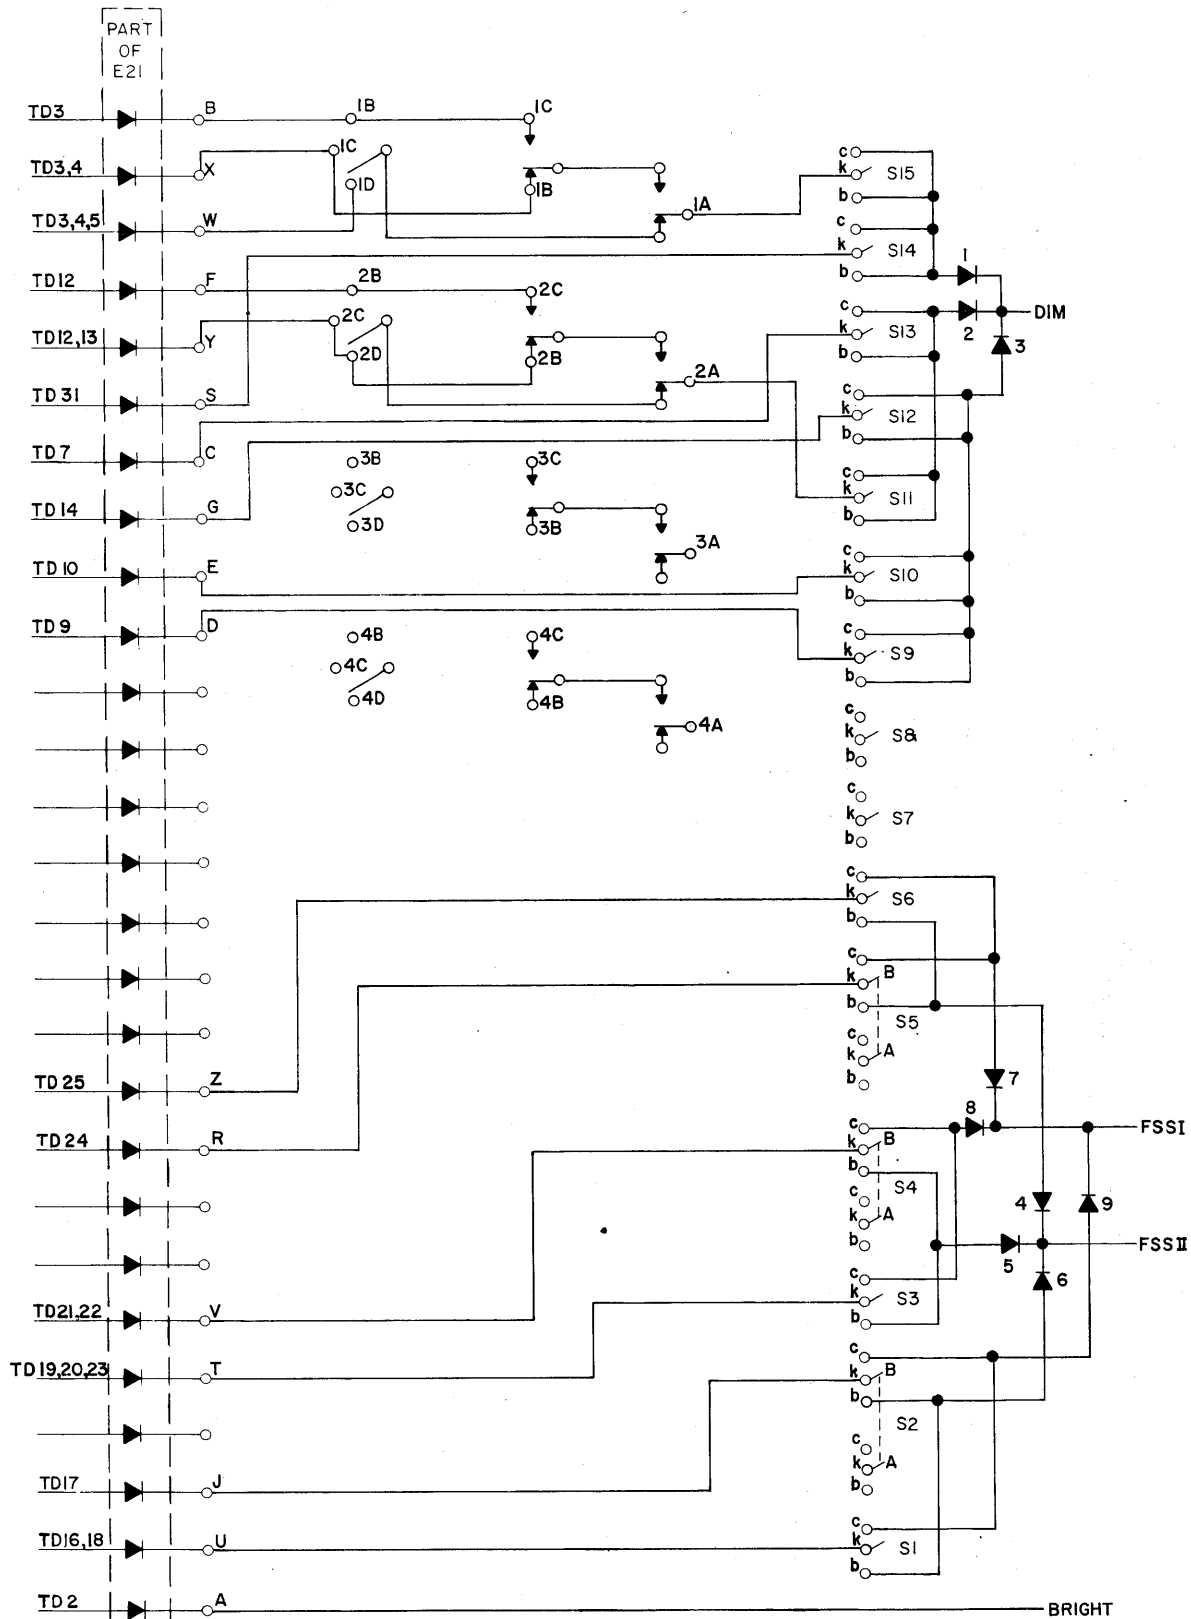 PART
OF
E21
TD3
B
1B
1C
TD3,4
X
1C
1D
1B
1A
c
k
b
S15
TD3,4,5
W
c
k
b
S14
1
TD12
F
2B
2C
DIM
2
3
c
k
b
S13
TD12,13
Y
2C
2D
2B
2A
TD31
S
c
k
b
S12
TD7
C
3B
3C
3C
3D
3B
3A
c
k
b
S11
TD14
G
TD10
E
c
k
b
S10
TD9
D
4B
4C
4C
4D
4B
4A
c
k
b
S9
c
k
b
S8
c
k
b
S7
c
k
b
S6
c
k
B
b
S5
c
k
A
b
TD25
Z
7
8
TD24
R
c
k
B
b
S4
c
k
A
b
FSSI
4
9
5
FSSII
6
c
k
b
S3
TD21,22
V
TD19,20,23
T
c
k
B
b
S2
c
k
A
b
TD17
J
TD16,18
U
c
k
b
S1
TD2
A
BRIGHT